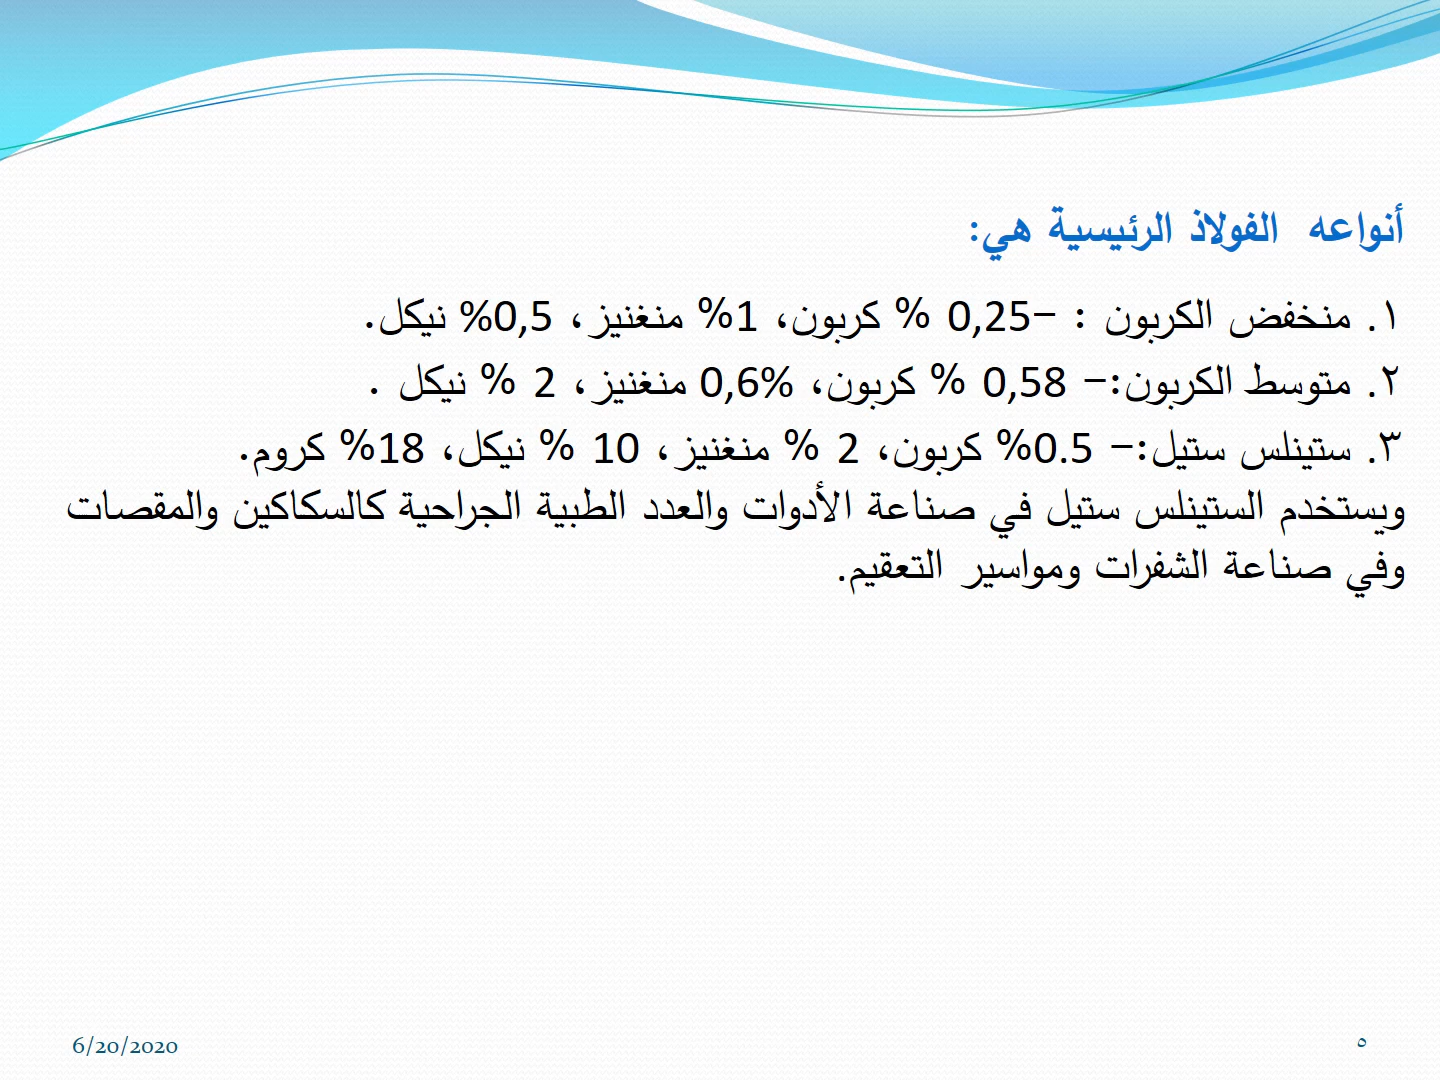 أنواعه الفولاذ الرئيسية هي:
١. منخفض الكربون : –0,25 % كربون، 1% منغنيز، 0,5% نيكل.
٢. متوسط الكربون:– 0,58 % كربون، 0,6% منغنيز، 2 % نيكل .
٣. ستينلس ستيل:– 0.5% كربون، 2 % منغنيز، 10 % نيكل، 18% كروم.
ويستخدم الستينلس ستيل في صناعة الأدوات والعدد الطبية الجراحية كالسكاكين والمقصات
وفي صناعة الشفرات ومواسير التعقيم.
6/20/2020
٥